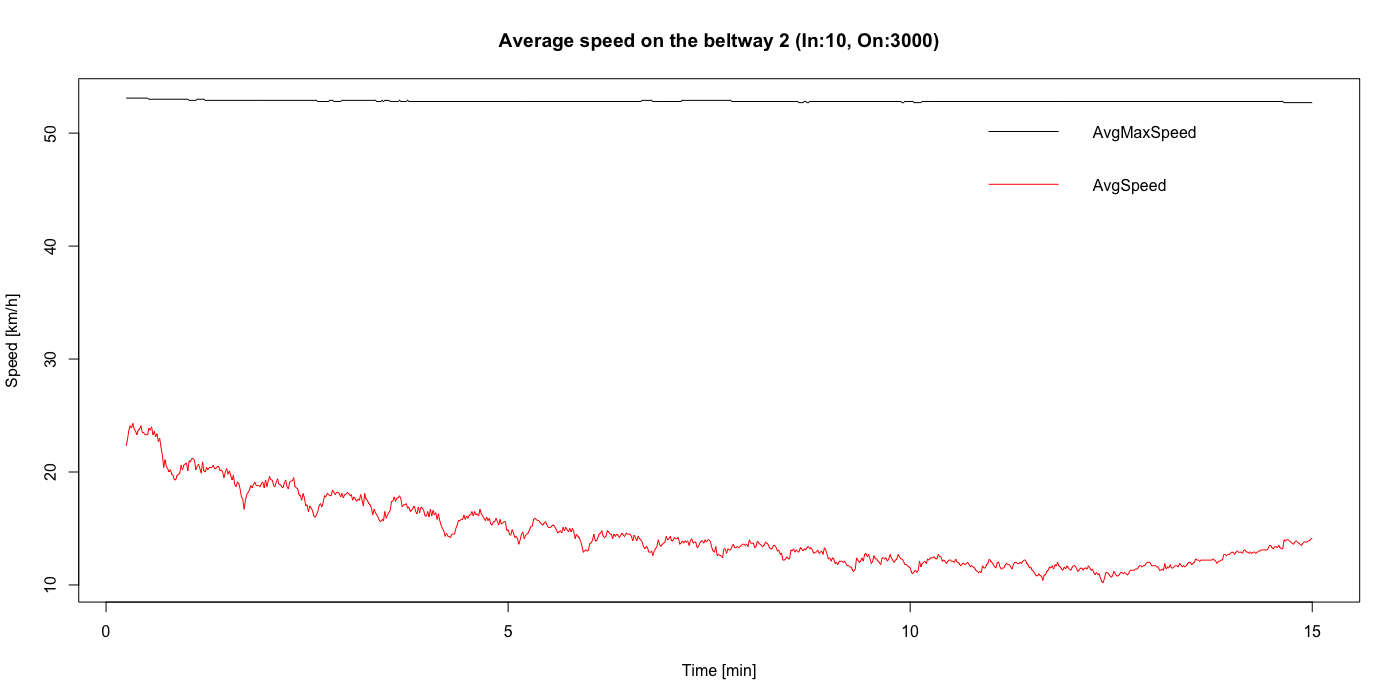 Average speed on the beltway 2 (In:10, On:3000)
50
40
30
20
10
Speed [km/h]
AvgMaxSpeed
AvgSpeed
0 5 10 15
Time [min]